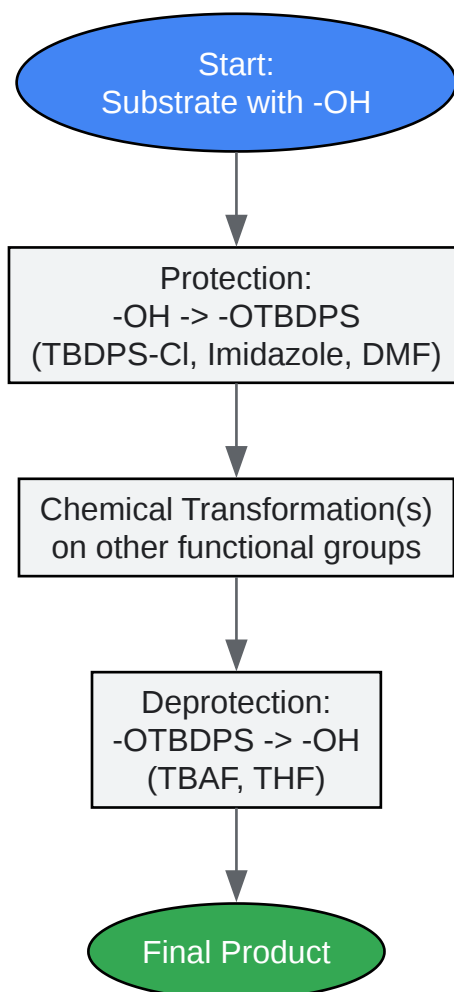 Start:
Substrate with -OH
Protection:
-OH -> -OTBDPS
(TBDPS-Cl, Imidazole, DMF)
Chemical Transformation(s)
on other functional groups
Deprotection:
-OTBDPS -> -OH
(TBAF, THF)
Final Product